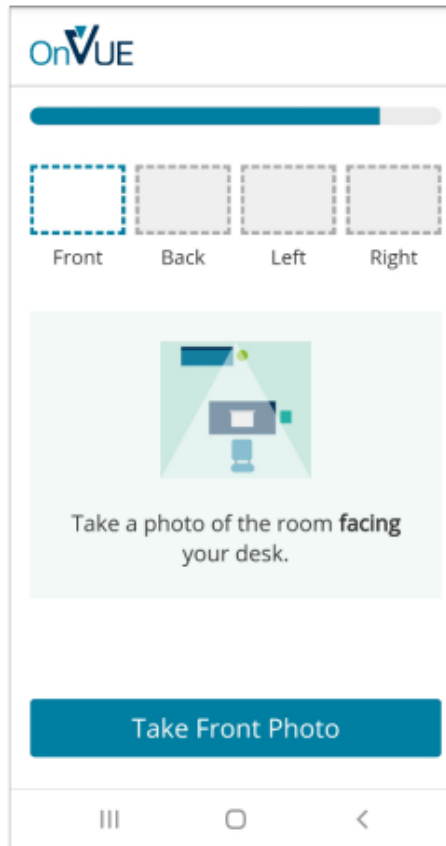 OnVUE
Front
Back
Left
Right
Take a photo of the room facing
your desk.
Take Front Photo